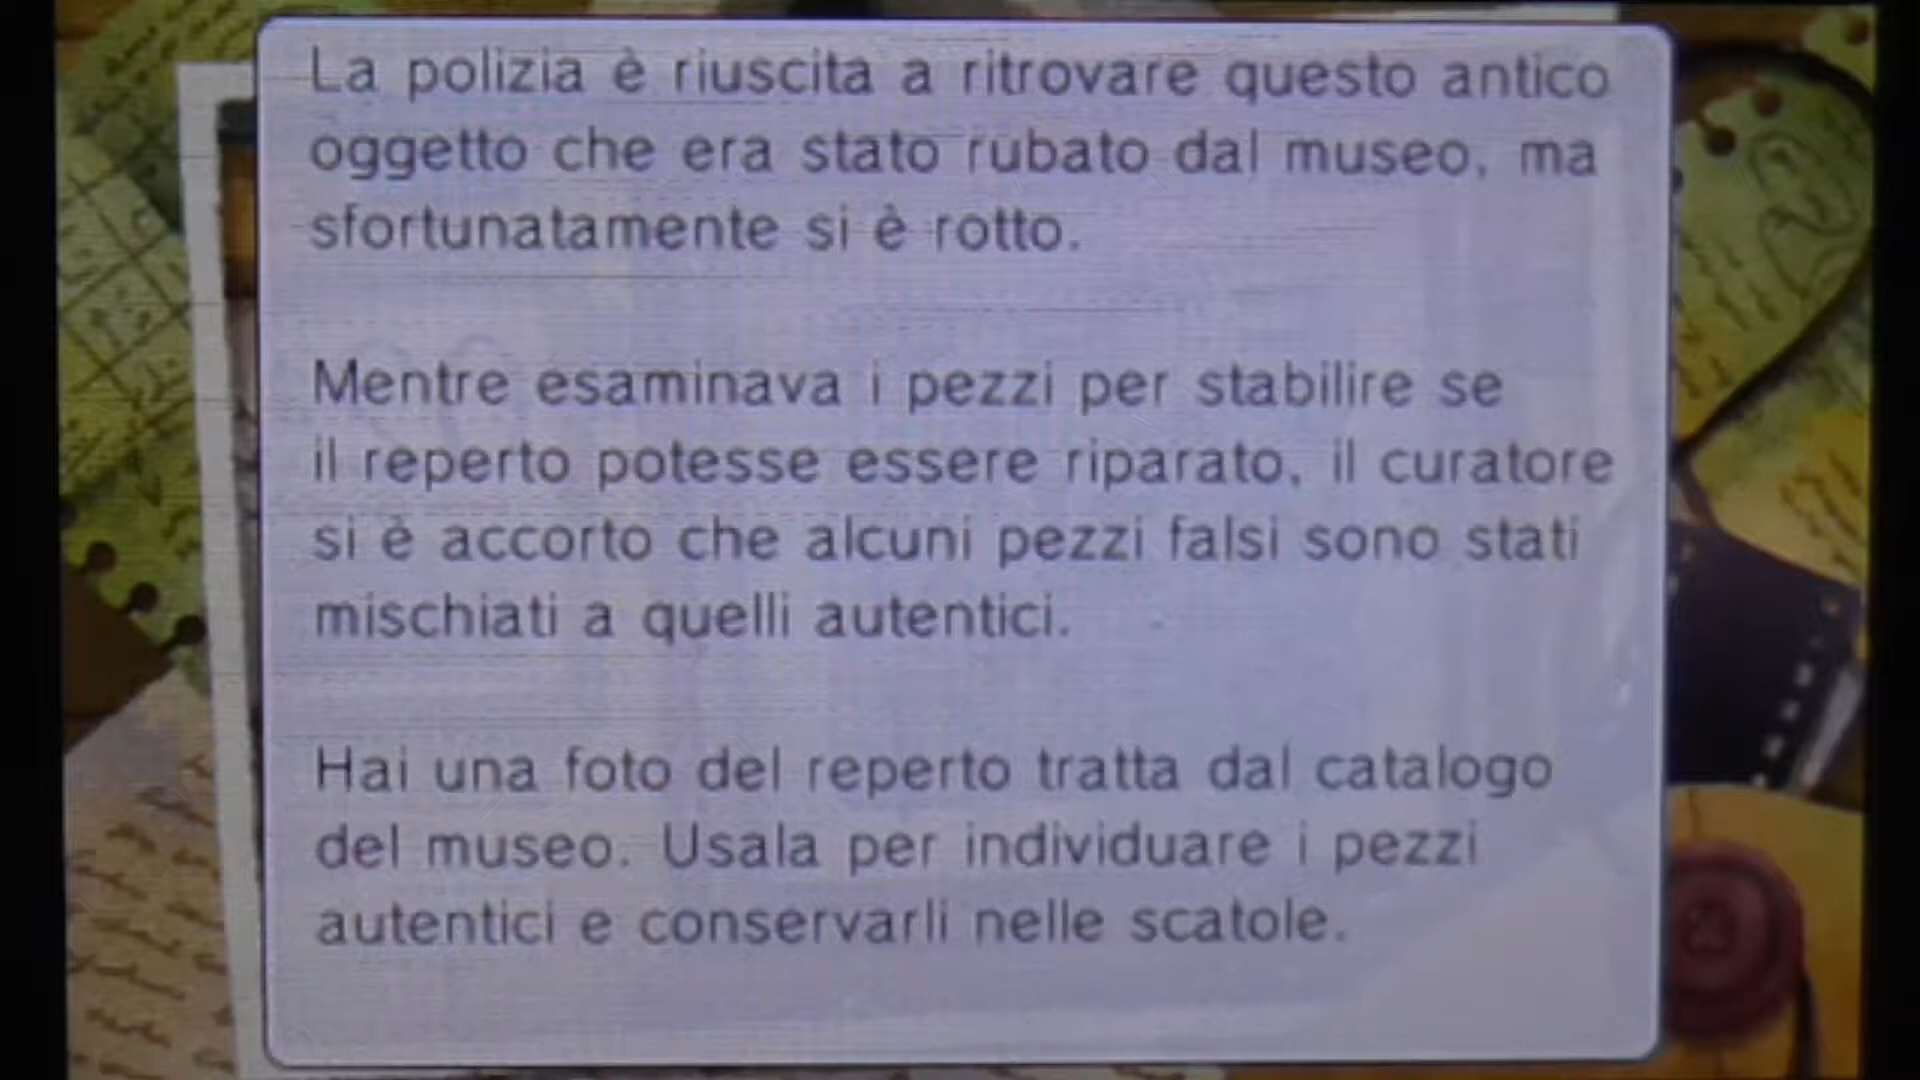 La polizia è riuscita a ritrovare questo antico
oggetto che era stato rubato dal museo, ma
sfortunatamente si è rotto.
Mentre esaminava i pezzi per stabilire se
il reperto potesse essere riparato, il curatore
si è accorto che alcuni pezzi falsi sono stati
mischiati a quelli autentici.
Hai una foto del reperto tratta dal catalogo
del museo. Usala per individuare i pezzi
autentici e conservarli nelle scatole.